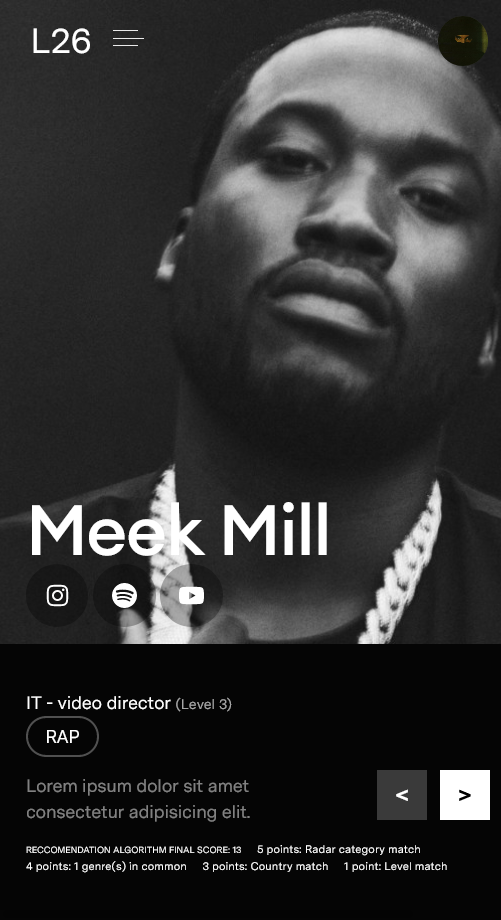 L26
Meek Mill
IT - video director (Level 3)
RAP
Lorem ipsum dolor sit amet
consectetur adipisicing elit.
< >
RECCOMENDATION ALGORITHM FINAL SCORE: 13 5 points: Radar category match
4 points: 1 genre(s) in common 3 points: Country match 1 point: Level match